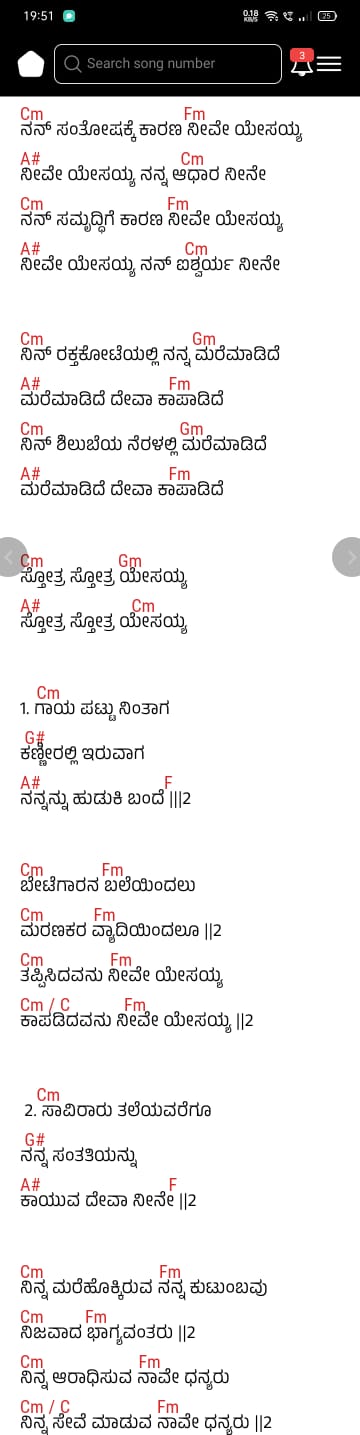 19:51 0.18 KB/S 25
Search song number 3
Cm Fm
ನನ್ ಸಂತೋಷಕ್ಕೆ ಕಾರಣ ನೀವೇ ಯೇಸಯ್ಯ
A# Cm
ನೀವೇ ಯೇಸಯ್ಯ ನನ್ನ ಆಧಾರ ನೀನೇ
Cm Fm
ನನ್ ಸಮೃದ್ಧಿಗೆ ಕಾರಣ ನೀವೇ ಯೇಸಯ್ಯ
A# Cm
ನೀವೇ ಯೇಸಯ್ಯ ನನ್ ಐಶ್ವರ್ಯ ನೀನೇ
Cm Gm
ನಿನ್ ರಕ್ತಕೋಟೆಯಲ್ಲಿ ನನ್ನ ಮರೆಮಾಡಿದೆ
A# Fm
ಮರೆಮಾಡಿದೆ ದೇವಾ ಕಾಪಾಡಿದೆ
Cm Gm
ನಿನ್ ಶಿಲುಬೆಯ ನೆರಳಲ್ಲಿ ಮರೆಮಾಡಿದೆ
A# Fm
ಮರೆಮಾಡಿದೆ ದೇವಾ ಕಾಪಾಡಿದೆ
Cm Gm
ಸ್ತೋತ್ರ ಸ್ತೋತ್ರ ಯೇಸಯ್ಯ
A# Cm
ಸ್ತೋತ್ರ ಸ್ತೋತ್ರ ಯೇಸಯ್ಯ
Cm
1. ಗಾಯ ಪಟ್ಟು ನಿಂತಾಗ
G#
ಕಣ್ಣೀರಲ್ಲಿ ಇರುವಾಗ
A# F
ನನ್ನನ್ನು ಹುಡುಕಿ ಬಂದೆ |||2
Cm Fm
ಬೇಟೆಗಾರನ ಬಲೆಯಿಂದಲು
Cm Fm
ಮರಣಕರ ವ್ಯಾದಿಯಿಂದಲೂ ||2
Cm Fm
ತಪ್ಪಿಸಿದವನು ನೀವೇ ಯೇಸಯ್ಯ
Cm / C Fm
ಕಾಪಡಿದವನು ನೀವೇ ಯೇಸಯ್ಯ ||2
Cm
2. ಸಾವಿರಾರು ತಲೆಯವರೆಗೂ
G#
ನನ್ನ ಸಂತತಿಯನ್ನು
A# F
ಕಾಯುವ ದೇವಾ ನೀನೇ ||2
Cm Fm
ನಿನ್ನ ಮರೆಹೊಕ್ಕಿರುವ ನನ್ನ ಕುಟುಂಬವು
Cm Fm
ನಿಜವಾದ ಭಾಗ್ಯವಂತರು ||2
Cm Fm
ನಿನ್ನ ಆರಾಧಿಸುವ ನಾವೇ ಧನ್ಯರು
Cm / C Fm
ನಿನ್ನ ಸೇವೆ ಮಾಡುವ ನಾವೇ ಧನ್ಯರು ||2